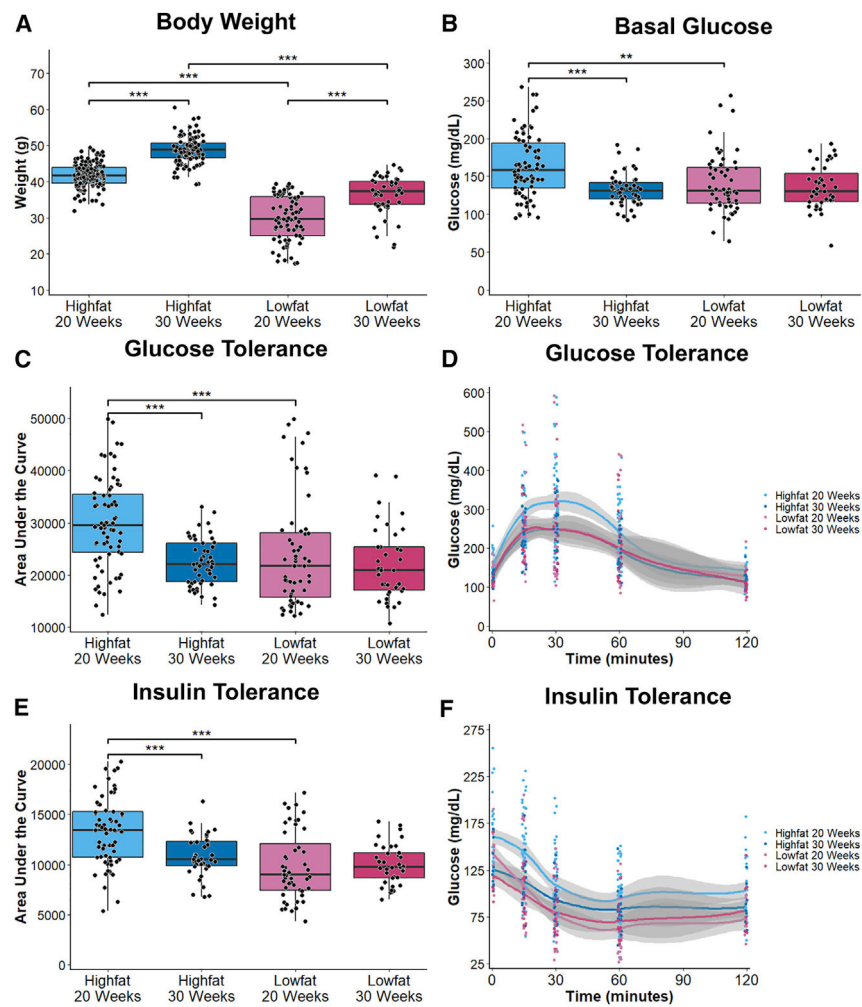 A
Body Weight
***
***
***
***
Weight (g)
70
60
50
40
30
20
10
Highfat
20 Weeks
Highfat
30 Weeks
Lowfat
20 Weeks
Lowfat
30 Weeks
B
Basal Glucose
**
***
Glucose (mg/dL)
300
250
200
150
100
50
0
Highfat
20 Weeks
Highfat
30 Weeks
Lowfat
20 Weeks
Lowfat
30 Weeks
C
Glucose Tolerance
***
***
Area Under the Curve
50000
40000
30000
20000
10000
Highfat
20 Weeks
Highfat
30 Weeks
Lowfat
20 Weeks
Lowfat
30 Weeks
D
Glucose Tolerance
Glucose (mg/dL)
600
500
400
300
200
100
0
0
30
60
90
120
Time (minutes)
Highfat 20 Weeks
Highfat 30 Weeks
Lowfat 20 Weeks
Lowfat 30 Weeks
E
Insulin Tolerance
***
***
Area Under the Curve
20000
15000
10000
5000
0
Highfat
20 Weeks
Highfat
30 Weeks
Lowfat
20 Weeks
Lowfat
30 Weeks
F
Insulin Tolerance
Glucose (mg/dL)
275
225
175
125
75
25
0
30
60
90
120
Time (minutes)
Highfat 20 Weeks
Highfat 30 Weeks
Lowfat 20 Weeks
Lowfat 30 Weeks